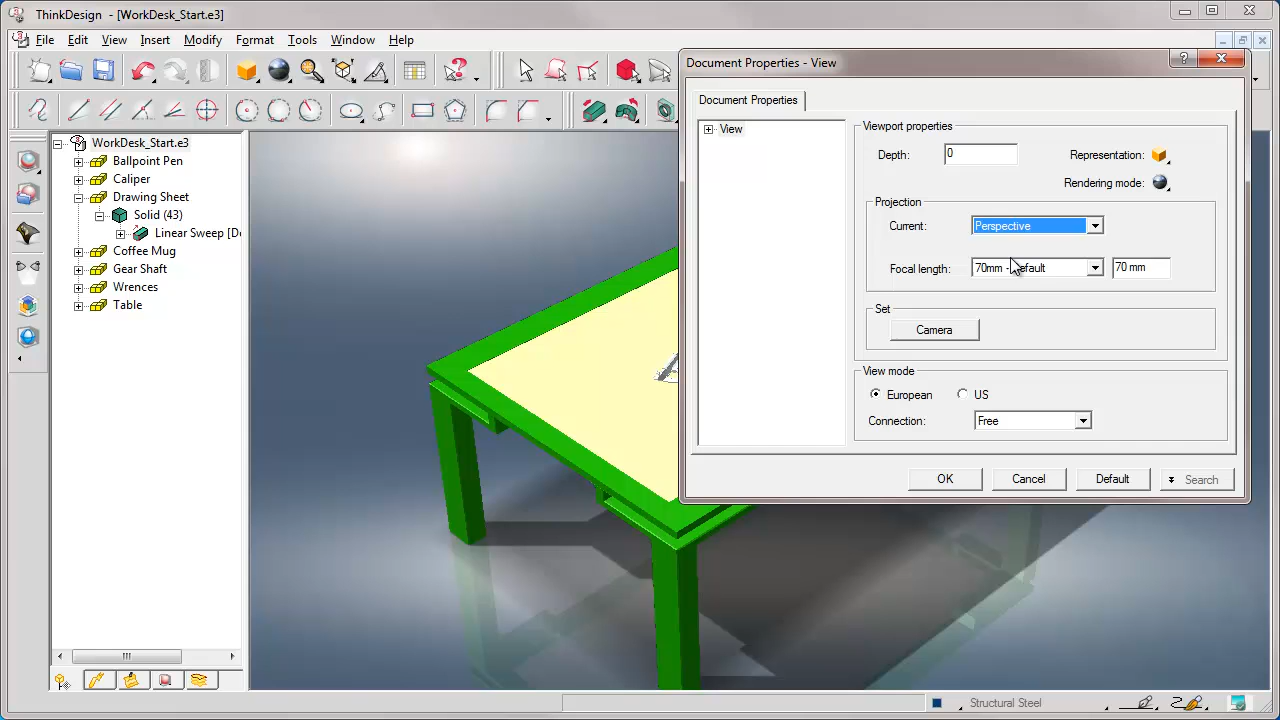 ThinkDesign - [WorkDesk_Start.e3]
File Edit View Insert Modify Format Tools Window Help
WorkDesk_Start.e3
Ballpoint Pen
Caliper
Drawing Sheet
Solid (43)
Linear Sweep [De
Coffee Mug
Gear Shaft
Wrences
Table
Document Properties - View
Document Properties
View
Viewport properties
Depth: 0
Representation:
Rendering mode:
Projection
Current: Perspective
Focal length: 70mm - Default 70 mm
Set
Camera
View mode
European US
Connection: Free
OK Cancel Default Search
Structural Steel